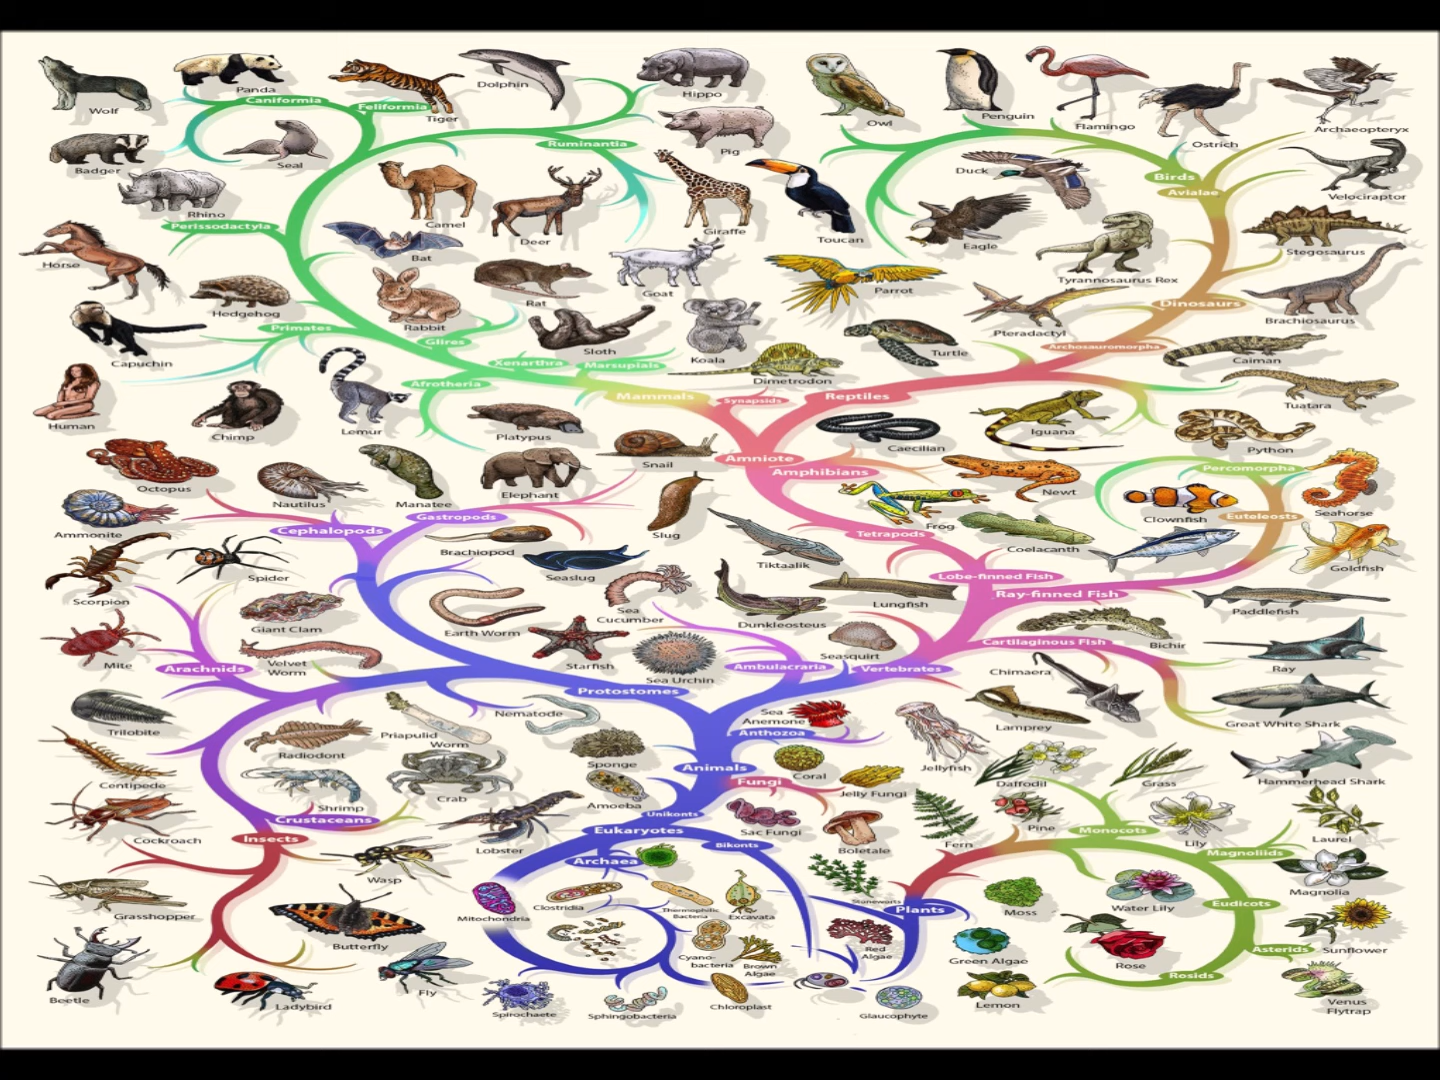 Wolf
Panda
Caniformia
Feliformia
Tiger
Dolphin
Hippo
Owl
Penguin
Flamingo
Ostrich
Archaeopteryx
Badger
Seal
Ruminantia
Pig
Duck
Birds
Avialae
Velociraptor
Rhino
Perissodactyla
Camel
Deer
Giraffe
Toucan
Eagle
Stegosaurus
Horse
Bat
Goat
Parrot
Tyrannosaurus Rex
Hedgehog
Rabbit
Rat
Pteradactyl
Dinosaurs
Brachiosaurus
Primates
Glires
Sloth
Koala
Turtle
Archosauromorpha
Caiman
Capuchin
Xenarthra
Marsupials
Dimetrodon
Afrotheria
Mammals
Synapsids
Reptiles
Tuatara
Human
Chimp
Lemur
Platypus
Snail
Caecilian
Iguana
Python
Amniote
Amphibians
Percomorpha
Octopus
Nautilus
Manatee
Elephant
Newt
Clownfish
Euteleosts
Seahorse
Ammonite
Cephalopods
Gastropods
Slug
Frog
Tetrapods
Coelacanth
Brachiopod
Seaslug
Tiktaalik
Goldfish
Scorpion
Spider
Lobe-finned Fish
Ray-finned Fish
Lungfish
Paddlefish
Giant Clam
Earth Worm
Sea
Cucumber
Dunkleosteus
Cartilaginous Fish
Bichir
Mite
Arachnids
Velvet
Worm
Starfish
Sea Urchin
Ambulacraria
Seasquirt
Vertebrates
Chimaera
Ray
Protostomes
Trilobite
Priapulid
Worm
Nematode
Sea
Anemone
Anthozoa
Lamprey
Great White Shark
Radiodont
Sponge
Animals
Coral
Jellyfish
Daffodil
Grass
Hammerhead Shark
Centipede
Shrimp
Crab
Amoeba
Fungi
Jelly Fungi
Crustaceans
Unikonts
Sac Fungi
Pine
Monocots
Lily
Laurel
Cockroach
Insects
Lobster
Eukaryotes
Bikonts
Boletale
Fern
Magnoliids
Archaea
Wasp
Magnolia
Grasshopper
Mitochondria
Clostridia
Thermophilic
Bacteria
Excavata
Stoneworts
Plants
Moss
Water Lily
Eudicots
Butterfly
Cyano-
bacteria
Brown
Algae
Red
Algae
Green Algae
Rose
Asterids
Sunflower
Beetle
Ladybird
Fly
Spirochaete
Sphingobacteria
Chloroplast
Glaucophyte
Lemon
Rosids
Venus
Flytrap